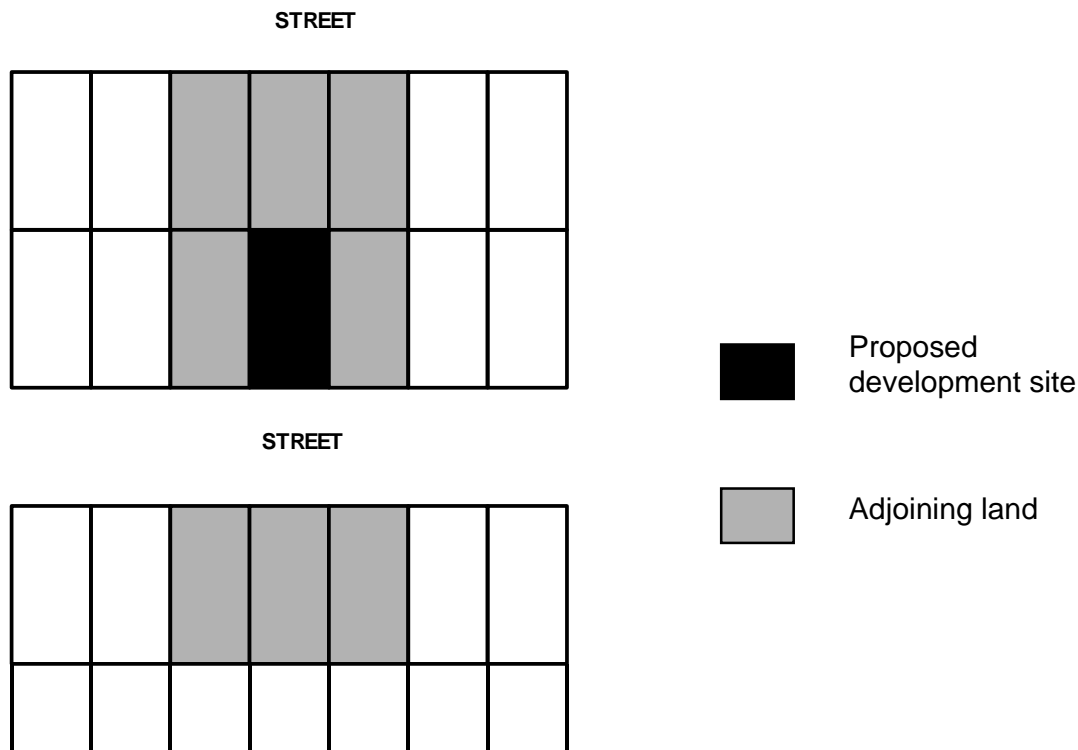 STREET
Proposed
development site
STREET
Adjoining land